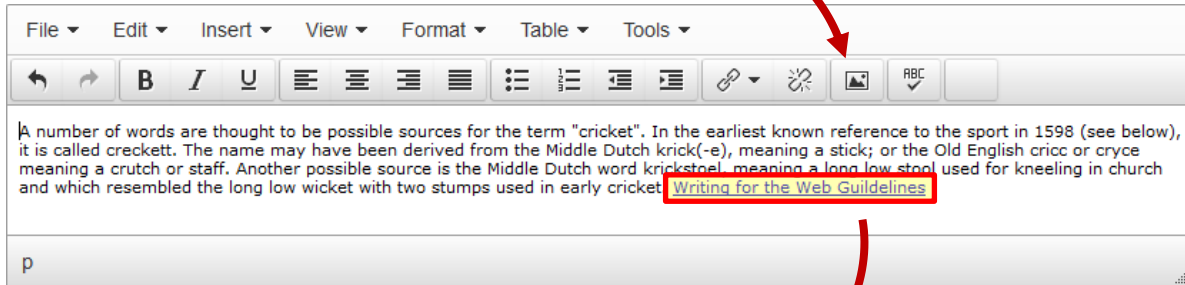 File Edit Insert View Format Table Tools
B I U ABC
A number of words are thought to be possible sources for the term "cricket". In the earliest known reference to the sport in 1598 (see below),
it is called creckett. The name may have been derived from the Middle Dutch krick(-e), meaning a stick; or the Old English cricc or cryce
meaning a crutch or staff. Another possible source is the Middle Dutch word krickstoel, meaning a long low stool used for kneeling in church
and which resembled the long low wicket with two stumps used in early cricket. Writing for the Web Guildelines
p